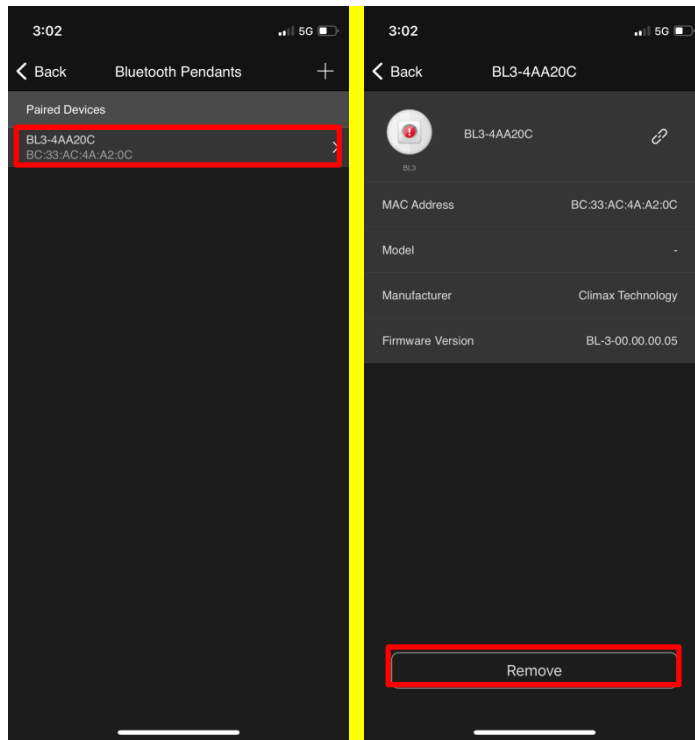 3:02
5G
Back
Bluetooth Pendants
Paired Devices
BL3-4AA20C
BC:33:AC:4A:A2:0C
3:02
5G
Back
BL3-4AA20C
BL3-4AA20C
BL3
MAC Address BC:33:AC:4A:A2:0C
Model -
Manufacturer Climax Technology
Firmware Version BL-3-00.00.00.05
Remove